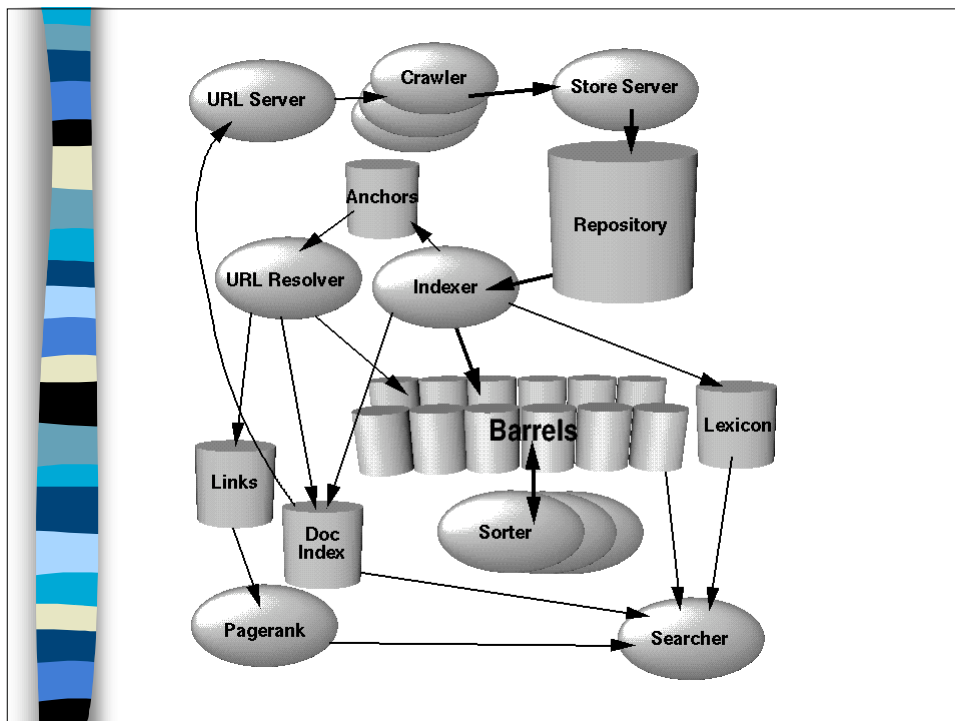 Crawler
URL Server
Store Server
Anchors
Repository
URL Resolver
Indexer
Barrels
Lexicon
Links
Sorter
Doc
Index
Pagerank
Searcher